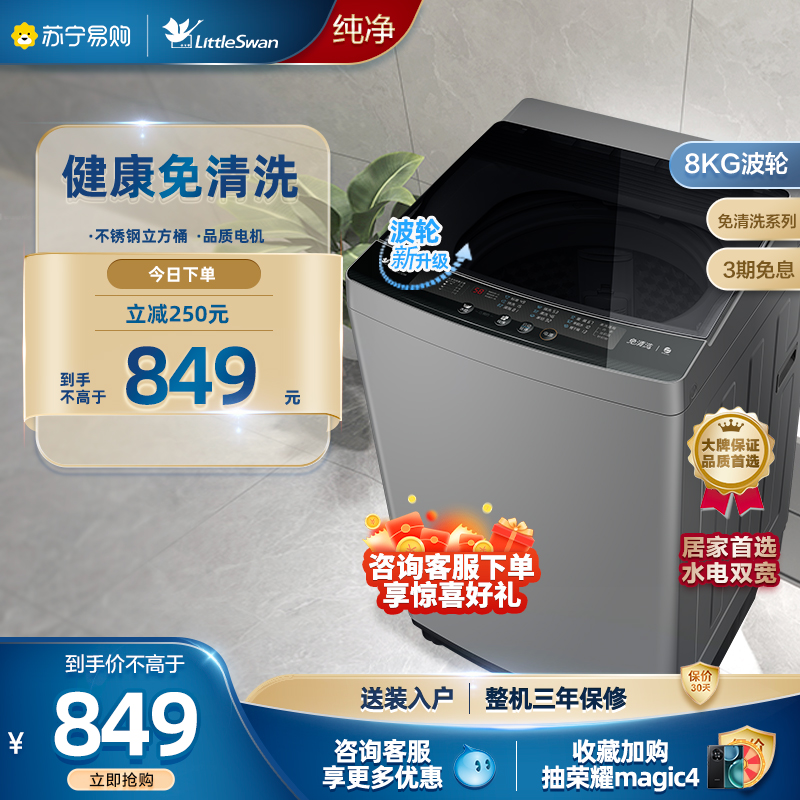 苏宁易购
LittleSwan
纯净
健康免清洗
·不锈钢立方桶 ·品质电机
今日下单
立减250元
到手
不高于
849
元
8KG波轮
免清洗系列
3期免息
波轮
新升级
免清洗
大牌保证
品质首选
居家首选
水电双宽
咨询客服下单
享惊喜好礼
到手价不高于
¥
849
立即抢购
送装入户
整机三年保修
保价
30天
咨询客服
享更多优惠
收藏加购
抽荣耀magic4